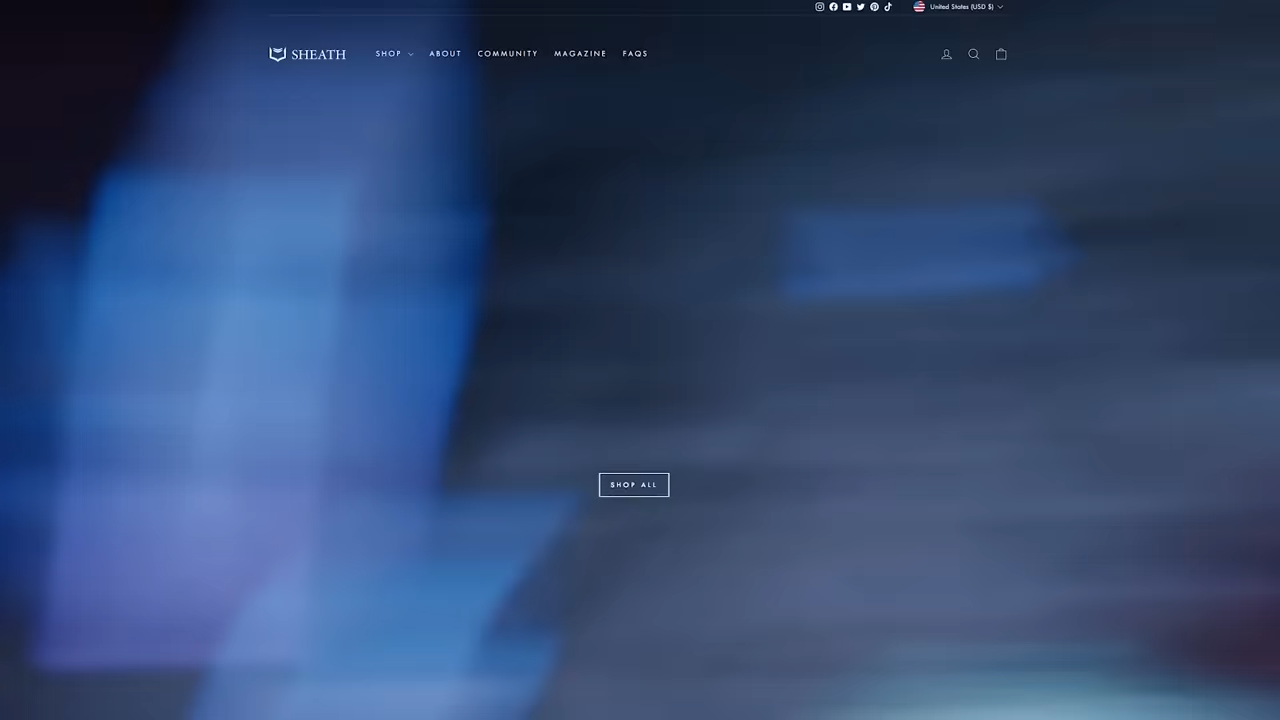 United States (USD $)
SHEATH SHOP ABOUT COMMUNITY MAGAZINE FAQS
SHOP ALL